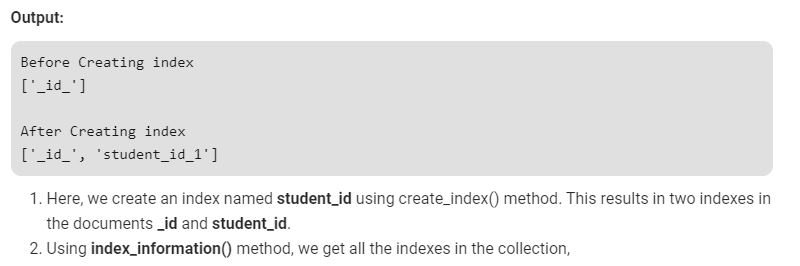 Output:
Before Creating index
['_id_']
After Creating index
['_id_', 'student_id_1']
1. Here, we create an index named student_id using create_index() method. This results in two indexes in
the documents _id and student_id.
2. Using index_information() method, we get all the indexes in the collection,